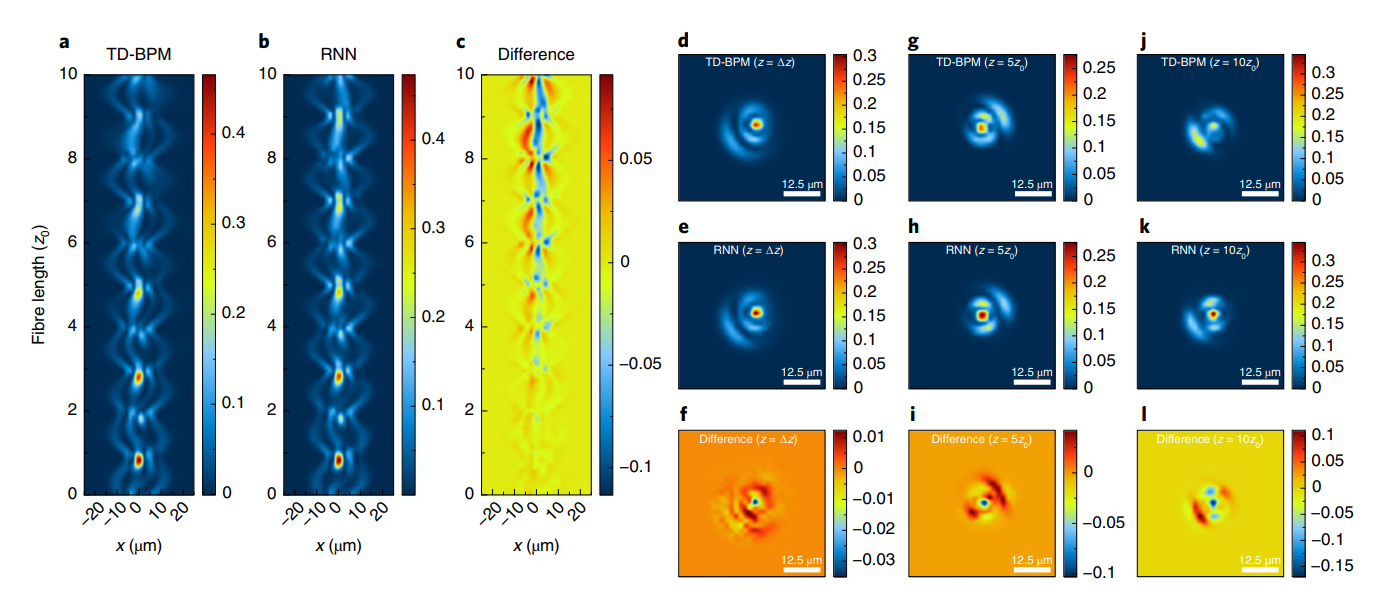 a
TD-BPM
b
RNN
c
Difference
Fibre length (z0)
10
8
6
4
2
0
−20 −10 0 10 20
x (μm)
0.4
0.3
0.2
0.1
0
10
8
6
4
2
0
−20 −10 0 10 20
x (μm)
0.4
0.3
0.2
0.1
10
8
6
4
2
0
−20 −10 0 10 20
x (μm)
0.05
0
−0.05
−0.1
d
TD-BPM (z = Δz)
12.5 μm
0.3
0.25
0.20
0.15
0.10
0.05
0
g
TD-BPM (z = 5z0)
12.5 μm
0.25
0.2
0.15
0.1
0.05
0
j
TD-BPM (z = 10z0)
12.5 μm
0.3
0.25
0.2
0.15
0.1
0.05
e
RNN (z = Δz)
12.5 μm
0.3
0.25
0.20
0.15
0.1
0.05
0
h
RNN (z = 5z0)
12.5 μm
0.25
0.2
0.15
0.1
0.05
0
k
RNN (z = 10z0)
12.5 μm
0.3
0.25
0.2
0.15
0.1
0.05
0
f
Difference (z = Δz)
12.5 μm
0.01
0
−0.01
−0.02
−0.03
i
Difference (z = 5z0)
12.5 μm
0
−0.05
−0.1
l
Difference (z = 10z0)
12.5 μm
0.1
0.05
0
−0.05
−0.1
−0.15